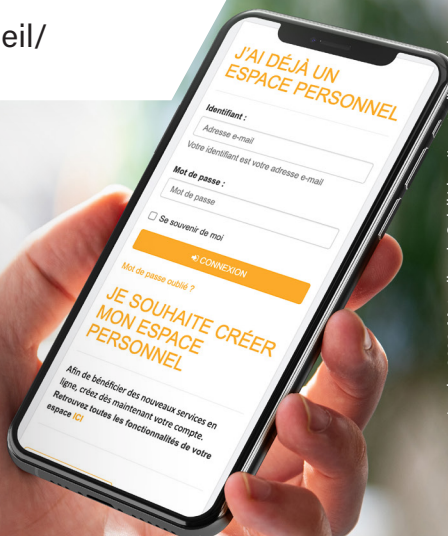 eil/
J'AI DÉJÀ UN
ESPACE PERSONNEL
Identifiant :
Adresse e-mail
Votre identifiant est votre adresse e-mail
Mot de passe :
Mot de passe
Se souvenir de moi
CONNEXION
Mot de passe oublié ?
JE SOUHAITE CRÉER
MON ESPACE
PERSONNEL
Afin de bénéficier des nouveaux services en
ligne, créez dès maintenant votre compte.
Retrouvez toutes les fonctionnalités de votre
espace ICI